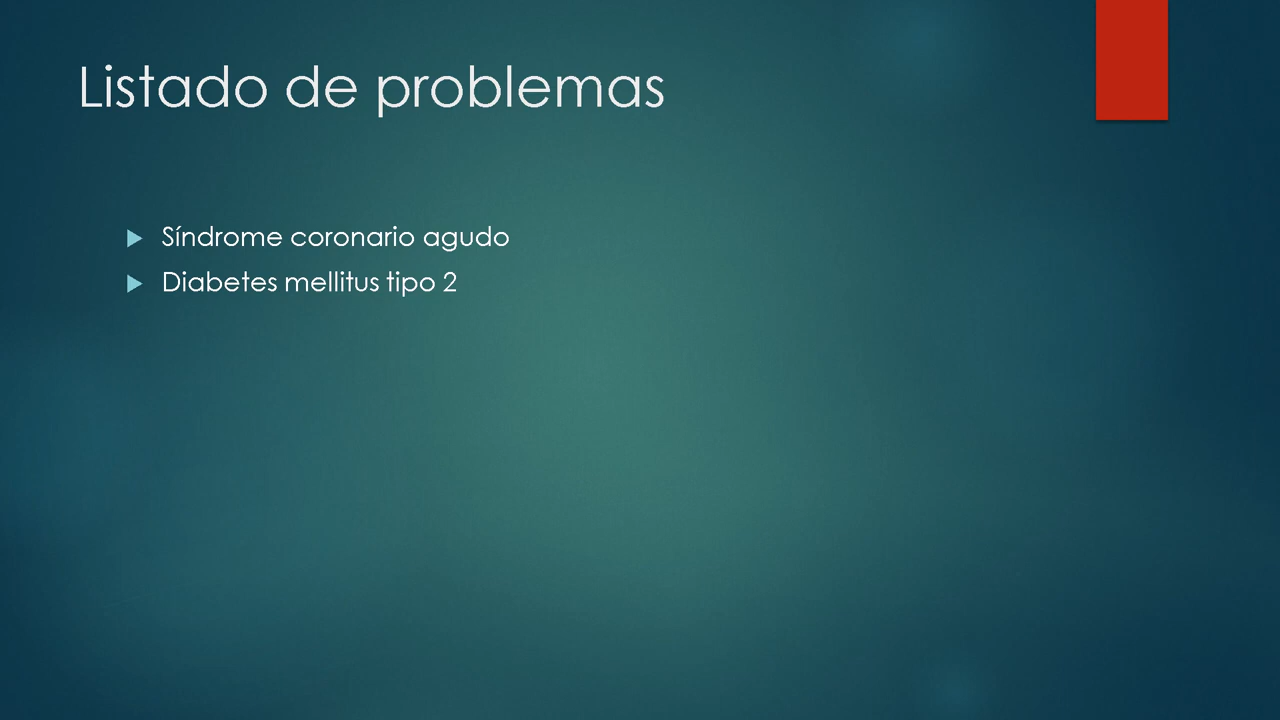 Listado de problemas
Síndrome coronario agudo
Diabetes mellitus tipo 2